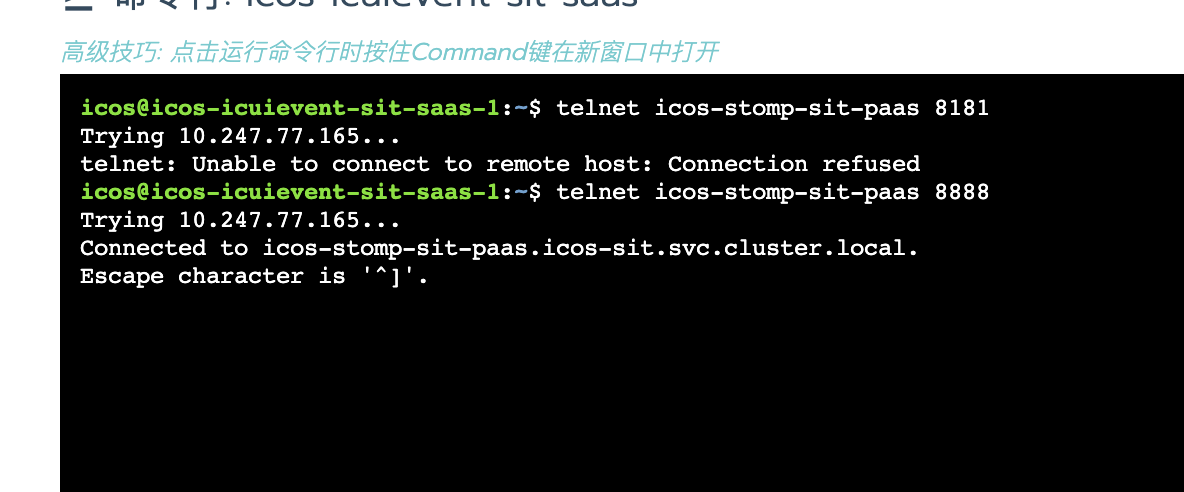 命令行: icos-icuievent-sit-saas
高级技巧: 点击运行命令行时按住Command键在新窗口中打开
icos@icos-icuievent-sit-saas-1:~$ telnet icos-stomp-sit-paas 8181
Trying 10.247.77.165...
telnet: Unable to connect to remote host: Connection refused
icos@icos-icuievent-sit-saas-1:~$ telnet icos-stomp-sit-paas 8888
Trying 10.247.77.165...
Connected to icos-stomp-sit-paas.icos-sit.svc.cluster.local.
Escape character is '^]'.